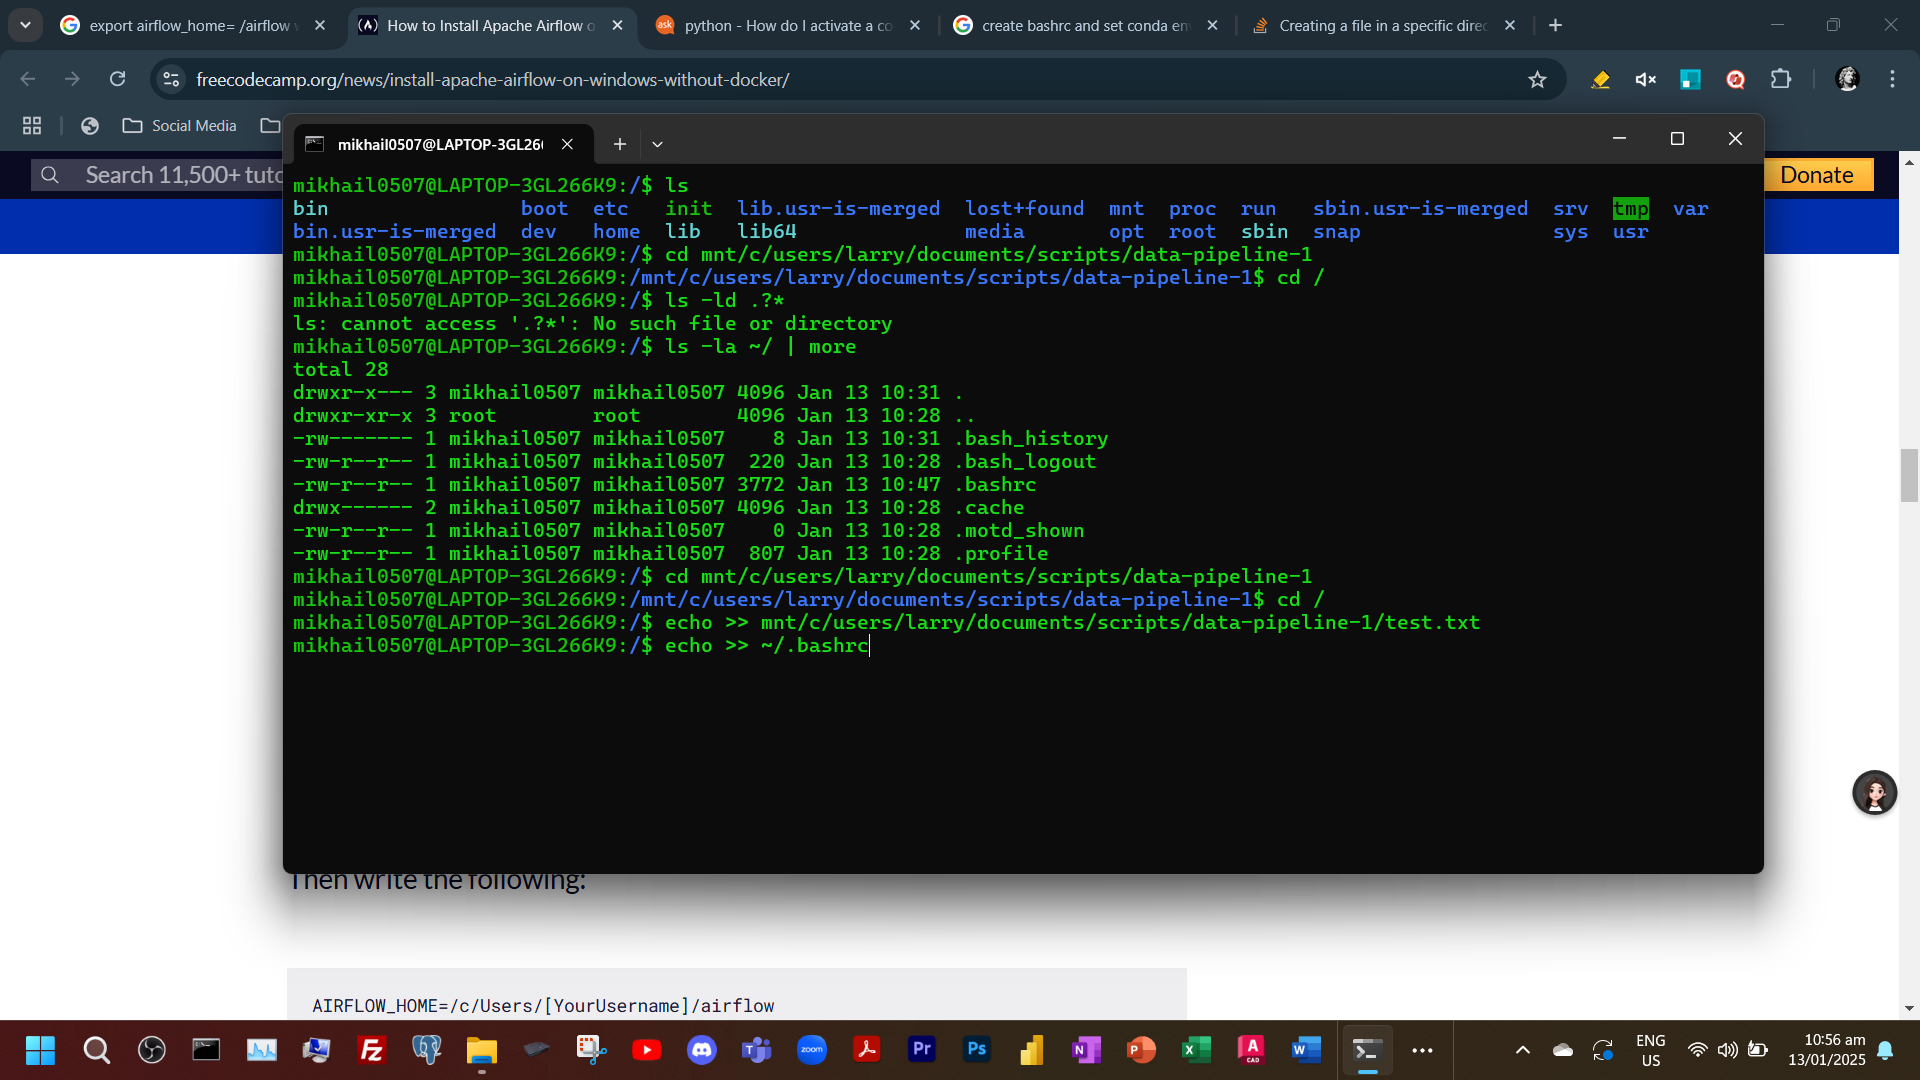 export airflow_home= /airflow
How to Install Apache Airflow o
python - How do I activate a co
create bashrc and set conda en
Creating a file in a specific direc
freecodecamp.org/news/install-apache-airflow-on-windows-without-docker/
Social Media
mikhail0507@LAPTOP-3GL26
Search 11,500+ tuto
Donate
mikhail0507@LAPTOP-3GL266K9:/$ ls
bin boot etc init lib.usr-is-merged lost+found mnt proc run sbin.usr-is-merged srv tmp var
bin.usr-is-merged dev home lib lib64 media opt root sbin snap sys usr
mikhail0507@LAPTOP-3GL266K9:/$ cd mnt/c/users/larry/documents/scripts/data-pipeline-1
mikhail0507@LAPTOP-3GL266K9:/mnt/c/users/larry/documents/scripts/data-pipeline-1$ cd /
mikhail0507@LAPTOP-3GL266K9:/$ ls -ld .?*
ls: cannot access '.?*': No such file or directory
mikhail0507@LAPTOP-3GL266K9:/$ ls -la ~/ | more
total 28
drwxr-x--- 3 mikhail0507 mikhail0507 4096 Jan 13 10:31 .
drwxr-xr-x 3 root root 4096 Jan 13 10:28 ..
-rw------- 1 mikhail0507 mikhail0507 8 Jan 13 10:31 .bash_history
-rw-r--r-- 1 mikhail0507 mikhail0507 220 Jan 13 10:28 .bash_logout
-rw-r--r-- 1 mikhail0507 mikhail0507 3772 Jan 13 10:47 .bashrc
drwx------ 2 mikhail0507 mikhail0507 4096 Jan 13 10:28 .cache
-rw-r--r-- 1 mikhail0507 mikhail0507 0 Jan 13 10:28 .motd_shown
-rw-r--r-- 1 mikhail0507 mikhail0507 807 Jan 13 10:28 .profile
mikhail0507@LAPTOP-3GL266K9:/$ cd mnt/c/users/larry/documents/scripts/data-pipeline-1
mikhail0507@LAPTOP-3GL266K9:/mnt/c/users/larry/documents/scripts/data-pipeline-1$ cd /
mikhail0507@LAPTOP-3GL266K9:/$ echo >> mnt/c/users/larry/documents/scripts/data-pipeline-1/test.txt
mikhail0507@LAPTOP-3GL266K9:/$ echo >> ~/.bashrc
Then write the following:
AIRFLOW_HOME=/c/Users/[YourUsername]/airflow
ENG
US
10:56 am
13/01/2025